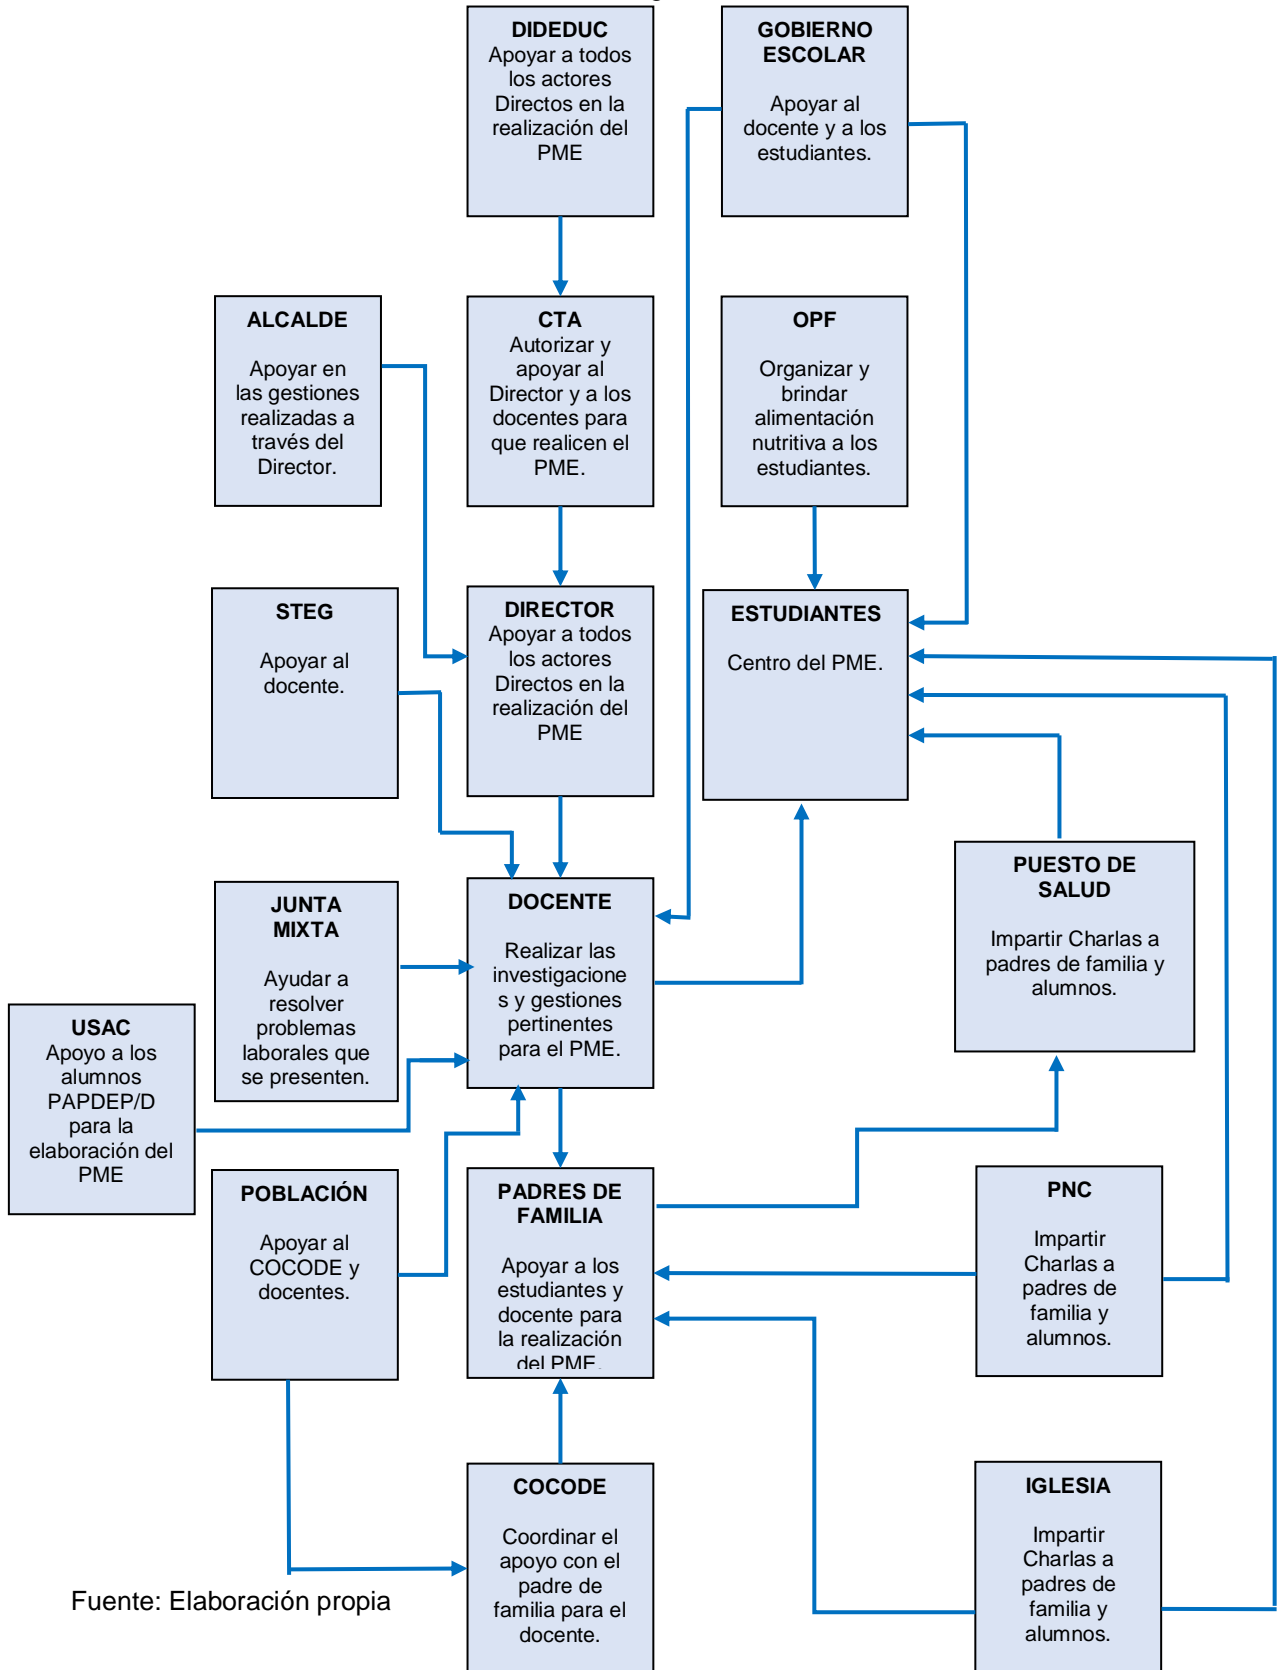 DIDEDUC
Apoyar a todos
los actores
Directos en la
realización del
PME
GOBIERNO
ESCOLAR
Apoyar al
docente y a los
estudiantes.
ALCALDE
Apoyar en
las gestiones
realizadas a
través del
Director.
CTA
Autorizar y
apoyar al
Director y a los
docentes para
que realicen el
PME.
OPF
Organizar y
brindar
alimentación
nutritiva a los
estudiantes.
STEG
Apoyar al
docente.
DIRECTOR
Apoyar a todos
los actores
Directos en la
realización del
PME
ESTUDIANTES
Centro del PME.
JUNTA
MIXTA
Ayudar a
resolver
problemas
laborales que
se presenten.
DOCENTE
Realizar las
investigacione
s y gestiones
pertinentes
para el PME.
PUESTO DE
SALUD
Impartir Charlas a
padres de familia y
alumnos.
USAC
Apoyo a los
alumnos
PAPDEP/D
para la
elaboración del
PME
POBLACIÓN
Apoyar al
COCODE y
docentes.
PADRES DE
FAMILIA
Apoyar a los
estudiantes y
docente para
la realización
del PME.
PNC
Impartir
Charlas a
padres de
familia y
alumnos.
COCODE
Coordinar el
apoyo con el
padre de
familia para el
docente.
IGLESIA
Impartir
Charlas a
padres de
familia y
alumnos.
Fuente: Elaboración propia